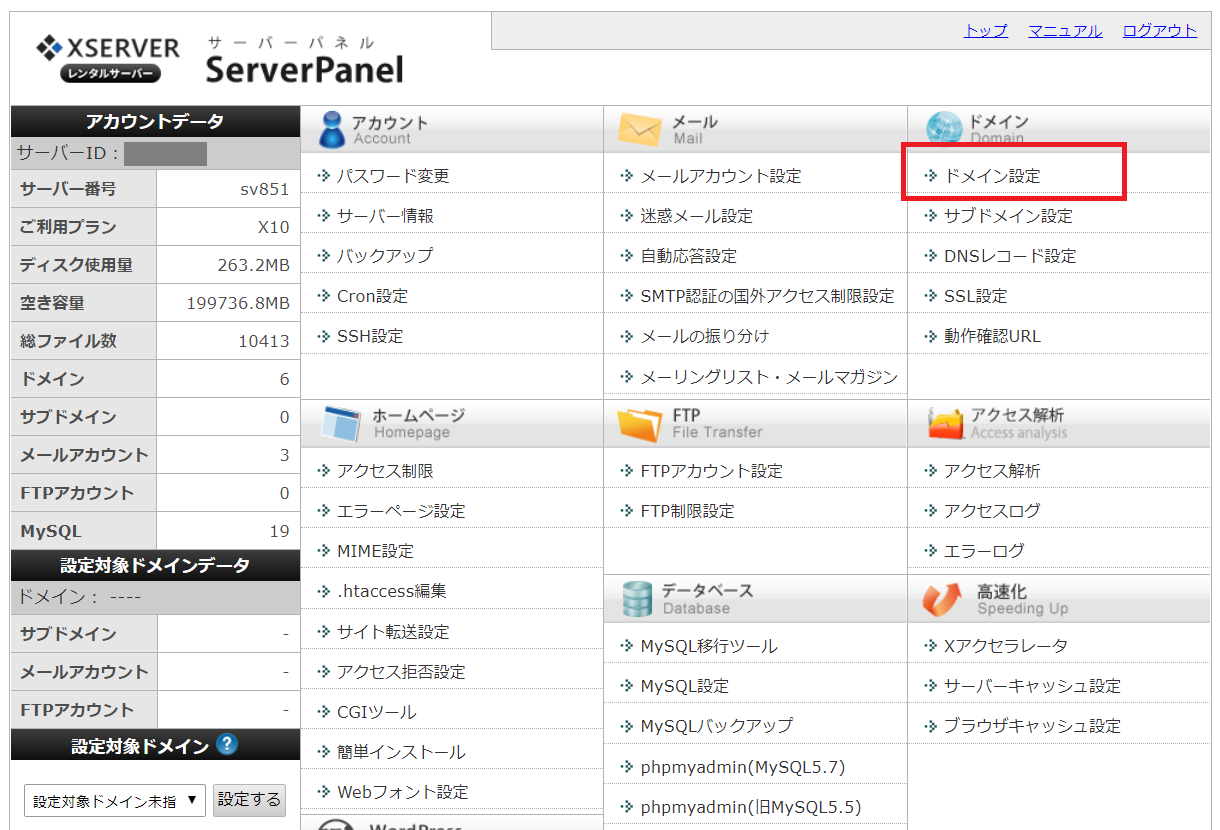 XSERVER
レンタルサーバー
サーバーパネル
ServerPanel
トップ マニュアル ログアウト
アカウントデータ
サーバーID：
サーバー番号 sv851
ご利用プラン X10
ディスク使用量 263.2MB
空き容量 199736.8MB
総ファイル数 10413
ドメイン 6
サブドメイン 0
メールアカウント 3
FTPアカウント 0
MySQL 19
設定対象ドメインデータ
ドメイン： ----
サブドメイン -
メールアカウント -
FTPアカウント -
設定対象ドメイン ?
設定対象ドメイン未指 ▼ 設定する
アカウント
Account
パスワード変更
サーバー情報
バックアップ
Cron設定
SSH設定
メール
Mail
メールアカウント設定
迷惑メール設定
自動応答設定
SMTP認証の国外アクセス制限設定
メールの振り分け
メーリングリスト・メールマガジン
ドメイン
Domain
ドメイン設定
サブドメイン設定
DNSレコード設定
SSL設定
動作確認URL
ホームページ
Homepage
アクセス制限
エラーページ設定
MIME設定
.htaccess編集
サイト転送設定
アクセス拒否設定
CGIツール
簡単インストール
Webフォント設定
WordPress
FTP
File Transfer
FTPアカウント設定
FTP制限設定
データベース
Database
MySQL移行ツール
MySQL設定
MySQLバックアップ
phpmyadmin(MySQL5.7)
phpmyadmin(旧MySQL5.5)
アクセス解析
Access analysis
アクセス解析
アクセスログ
エラーログ
高速化
Speeding Up
Xアクセラレータ
サーバーキャッシュ設定
ブラウザキャッシュ設定